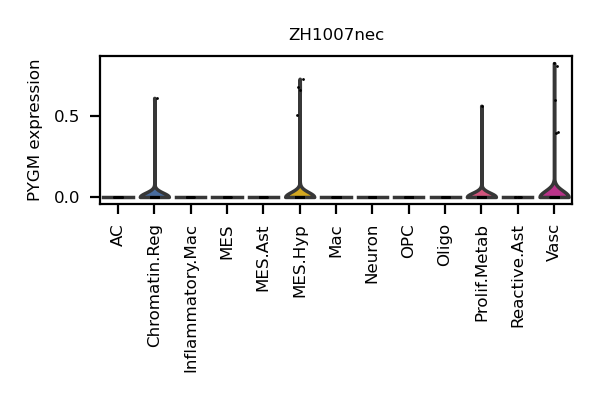 ZH1007nec
PYGM expression
0.5
0.0
AC
Chromatin.Reg
Inflammatory.Mac
MES
MES.Ast
MES.Hyp
Mac
Neuron
OPC
Oligo
Prolif.Metab
Reactive.Ast
Vasc